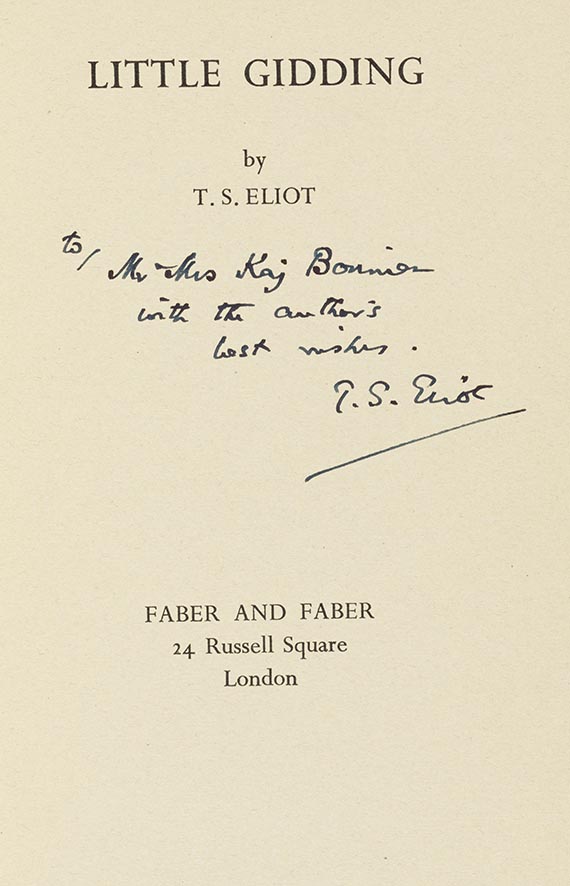 LITTLE GIDDING
by
T. S. ELIOT
to/ Mr & Mrs Kaj Bonnier
with the author's
best wishes.
T. S. Eliot
FABER AND FABER
24 Russell Square
London